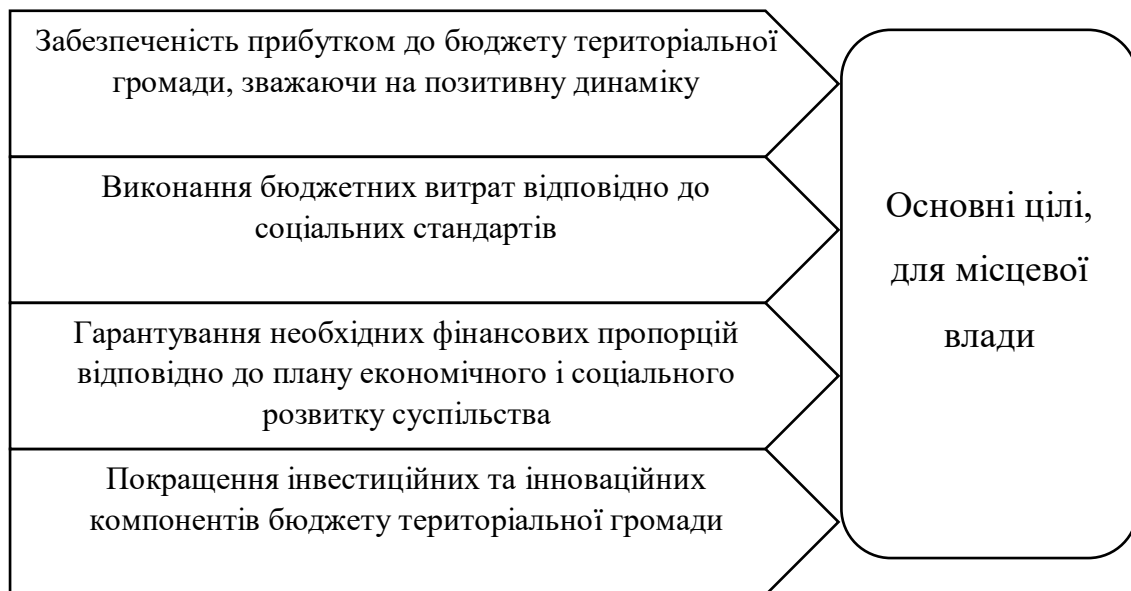 Забезпеченість прибутком до бюджету територіальної
громади, зважаючи на позитивну динаміку
Виконання бюджетних витрат відповідно до
соціальних стандартів
Гарантування необхідних фінансових пропорцій
відповідно до плану економічного і соціального
розвитку суспільства
Покращення інвестиційних та інноваційних
компонентів бюджету територіальної громади
Основні цілі,
для місцевої
влади